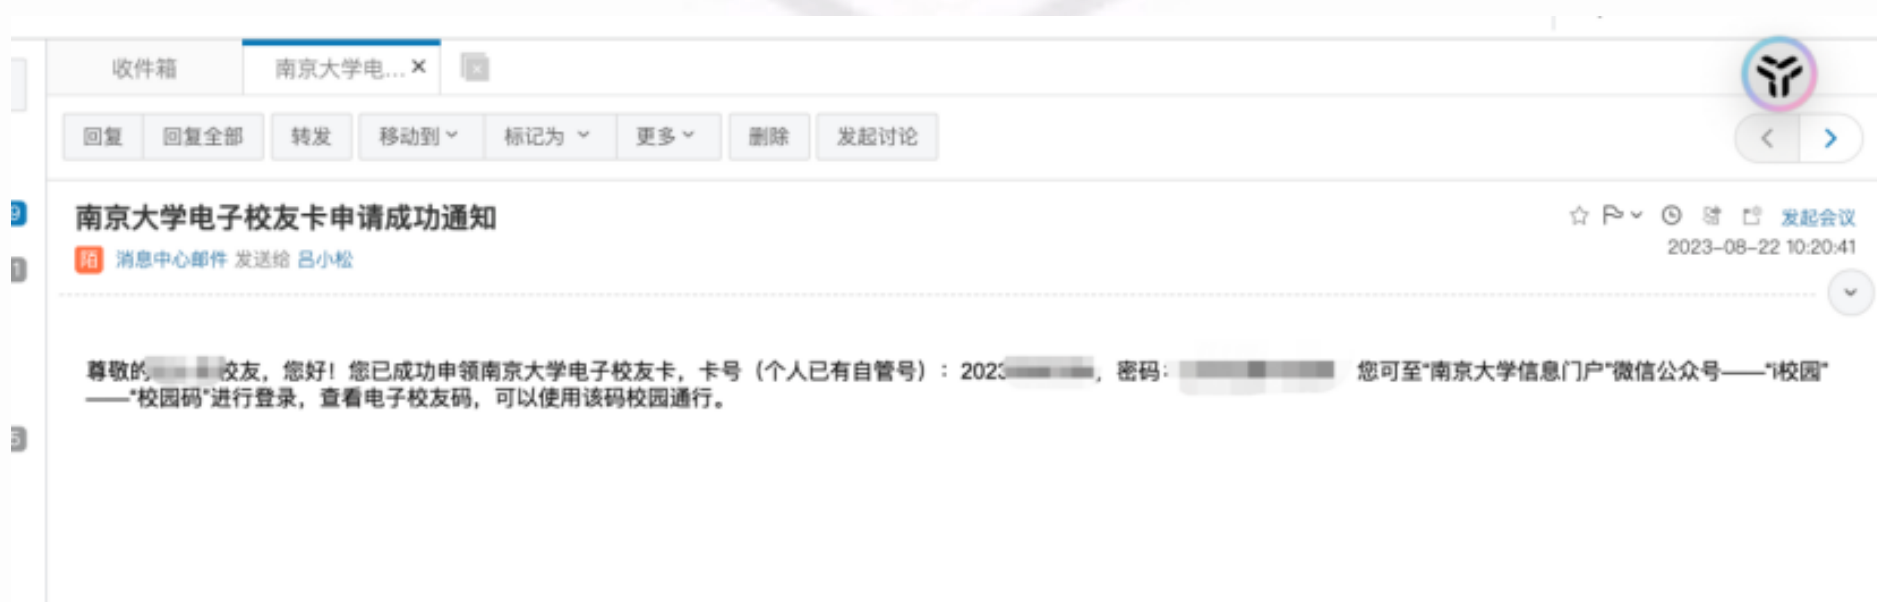 收件箱
南京大学电...
回复 回复全部 转发 移动到 标记为 更多 删除 发起讨论
南京大学电子校友卡申请成功通知
发起会议
陌 消息中心邮件 发送给 吕小松
2023-08-22 10:20:41
尊敬的 校友，您好！您已成功申领南京大学电子校友卡，卡号（个人已有自管号）：2023 ，密码： 您可至“南京大学信息门户”微信公众号——“i校园”
——“校园码”进行登录，查看电子校友码，可以使用该码校园通行。